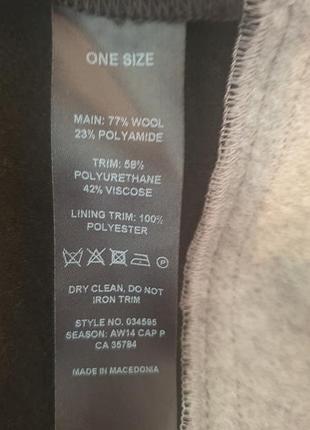 ONE SIZE
MAIN: 77% WOOL
23% POLYAMIDE
TRIM: 58%
POLYURETHANE
42% VISCOSE
LINING TRIM: 100%
POLYESTER
P
DRY CLEAN, DO NOT
IRON TRIM
STYLE NO. 034595
SEASON: AW14 CAP P
CA 35784
MADE IN MACEDONIA